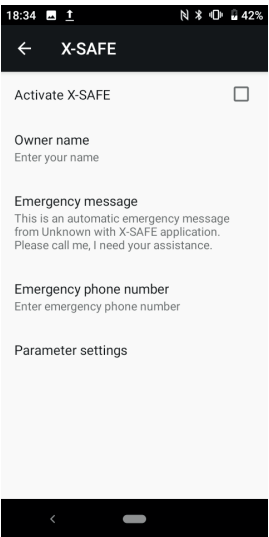 18:34 42%
X-SAFE
Activate X-SAFE
Owner name
Enter your name
Emergency message
This is an automatic emergency message
from Unknown with X-SAFE application.
Please call me, I need your assistance.
Emergency phone number
Enter emergency phone number
Parameter settings